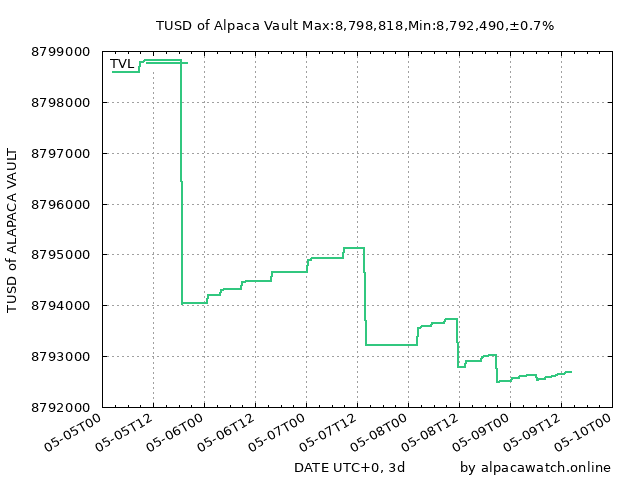 TUSD of Alpaca Vault Max:8,798,818,Min:8,792,490,±0.7%
8799000
TVL
8798000
8797000
8796000
8795000
8794000
8793000
8792000
TUSD of ALAPACA VAULT
05-05T00
05-05T12
05-06T00
05-06T12
05-07T00
05-07T12
05-08T00
05-08T12
05-09T00
05-09T12
05-10T00
DATE UTC+0, 3d
by alpacawatch.online